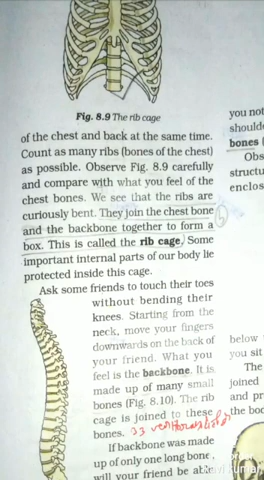 Fig. 8.9 The rib cage
of the chest and back at the same time.
Count as many ribs (bones of the chest)
as possible. Observe Fig. 8.9 carefully
and compare with what you feel of the
chest bones. We see that the ribs are
curiously bent. They join the chest bone
and the backbone together to form a
box. This is called the rib cage. Some
important internal parts of our body lie
protected inside this cage.
Ask some friends to touch their toes
without bending their
knees. Starting from the
neck, move your fingers
downwards on the back of
your friend. What you
feel is the backbone. It is
made up of many small
bones (Fig. 8.10). The rib
cage is joined to these
bones. 33
If backbone was made
up of only one long bone,
will your friend be able
you not
bones
Obs
structu
enclos
below
you sit
The
joined
and pr
the bod